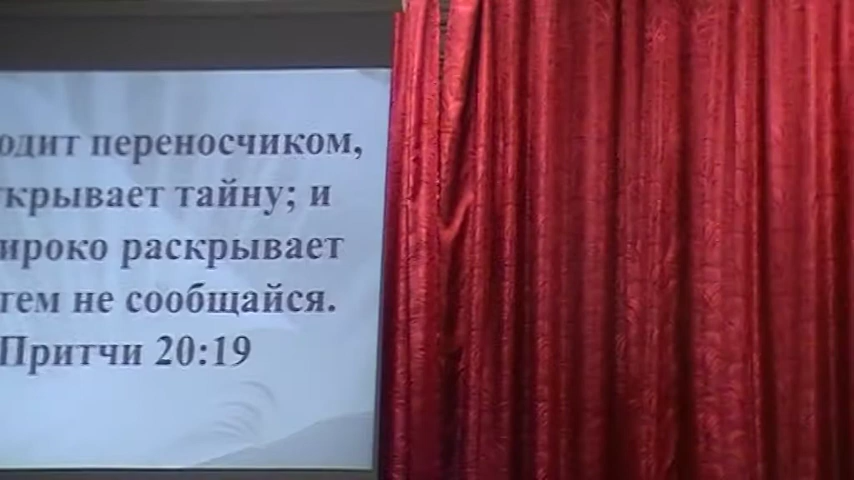 одит переносчиком,
крывает тайну; и
ироко раскрывает
тем не сообщайся.
Притчи 20:19